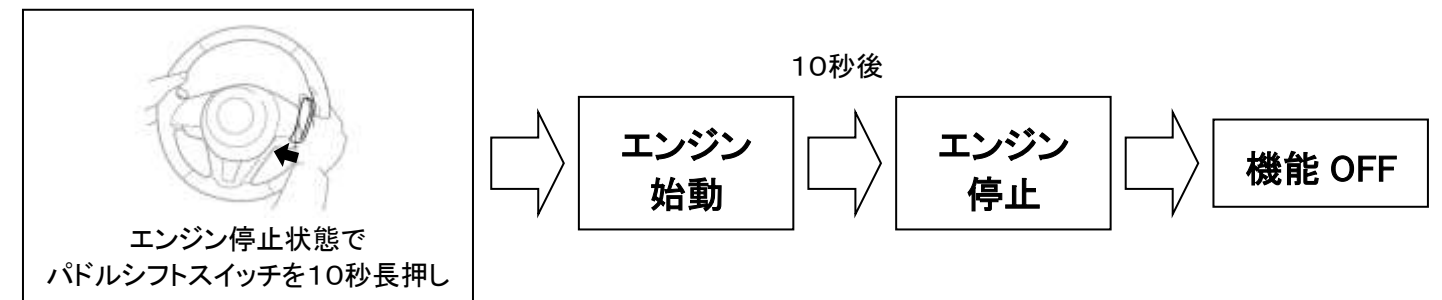 エンジン停止状態で
パドルシフトスイッチを10秒長押し
エンジン
始動
10秒後
エンジン
停止
機能 OFF